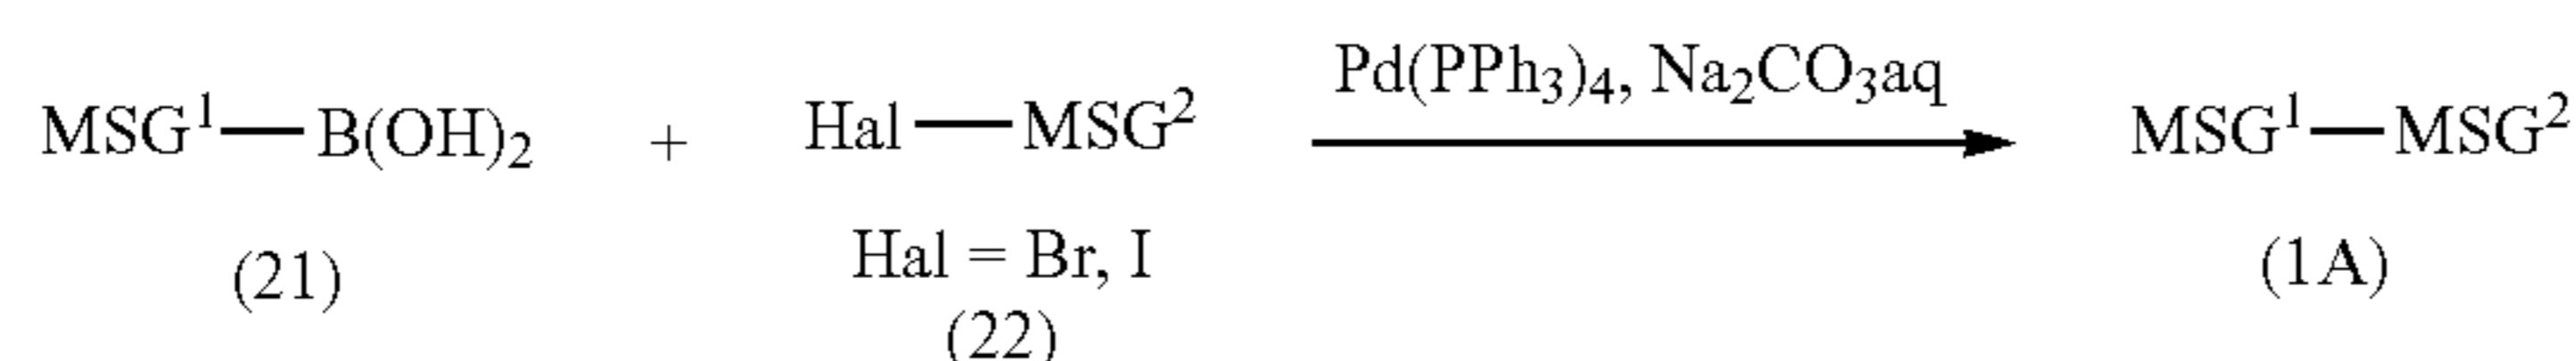 MSG¹—B(OH)₂ + Hal—MSG² Pd(PPh₃)₄, Na₂CO₃aq MSG¹—MSG²
Hal = Br, I
(21) (22) (1A)